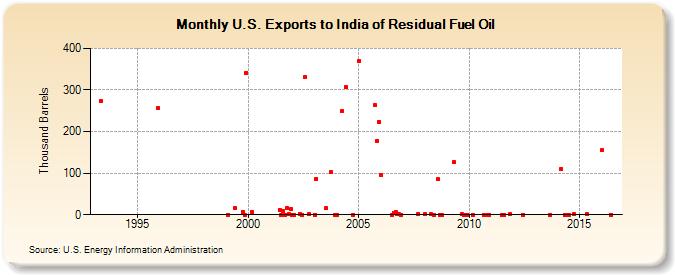 Monthly U.S. Exports to India of Residual Fuel Oil
Thousand Barrels
400
300
200
100
0
1995 2000 2005 2010 2015
Source: U.S. Energy Information Administration